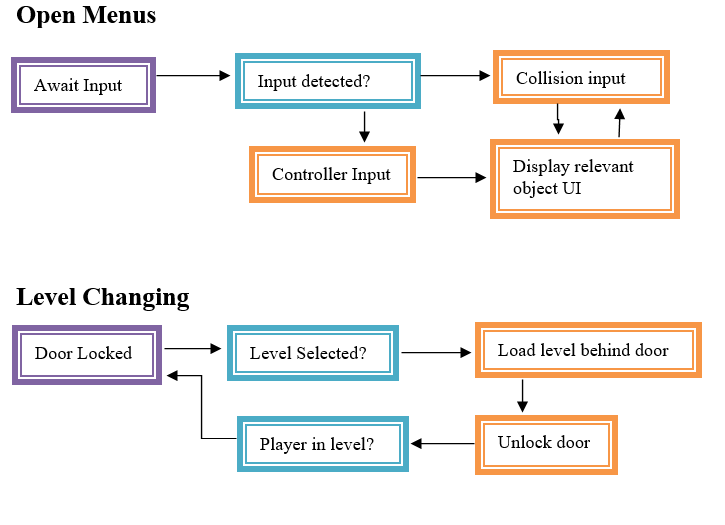 Open Menus
Await Input
Input detected?
Collision input
Controller Input
Display relevant
object UI
Level Changing
Door Locked
Level Selected?
Load level behind door
Player in level?
Unlock door